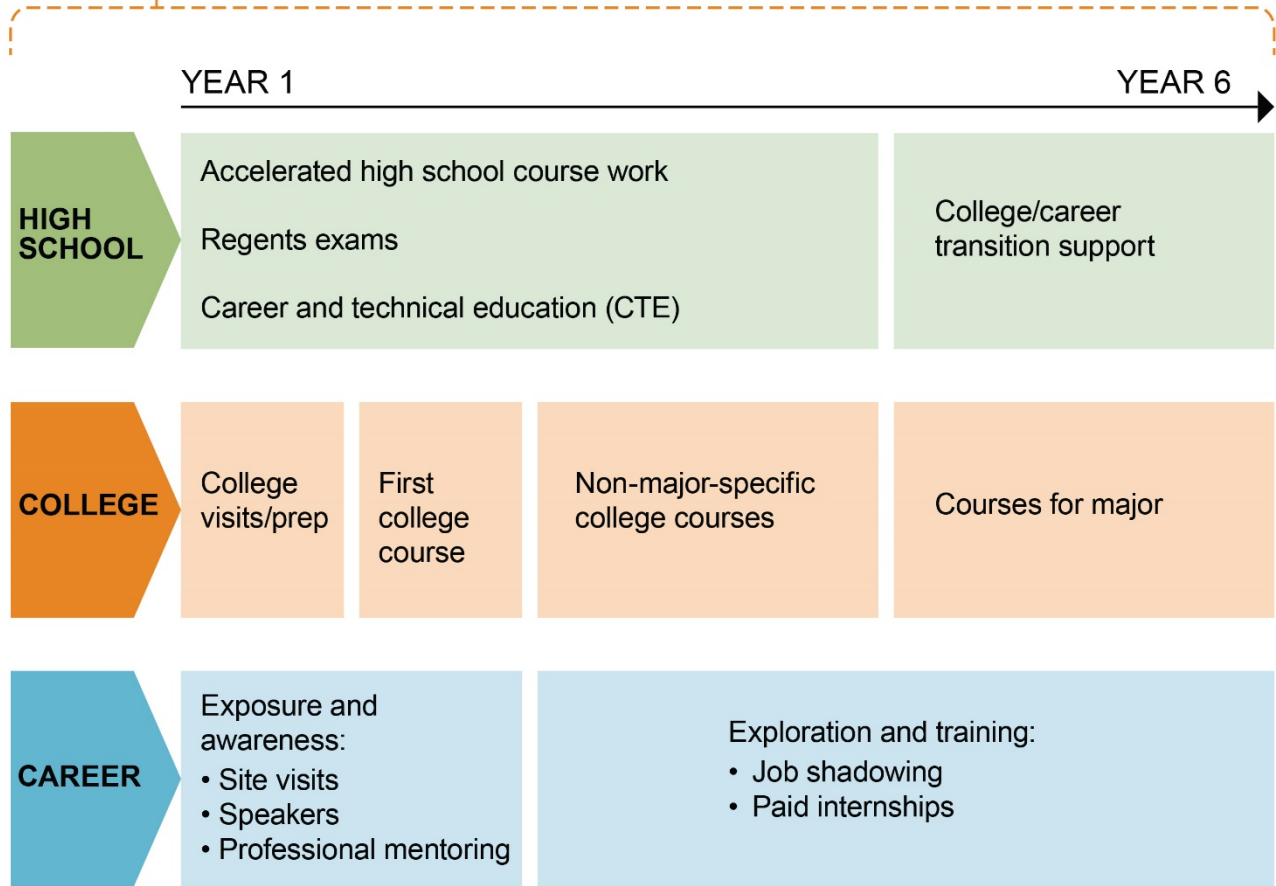 YEAR 1
YEAR 6
HIGH
SCHOOL
Accelerated high school course work
Regents exams
Career and technical education (CTE)
College/career
transition support
COLLEGE
College
visits/prep
First
college
course
Non-major-specific
college courses
Courses for major
CAREER
Exposure and
awareness:
• Site visits
• Speakers
• Professional mentoring
Exploration and training:
• Job shadowing
• Paid internships